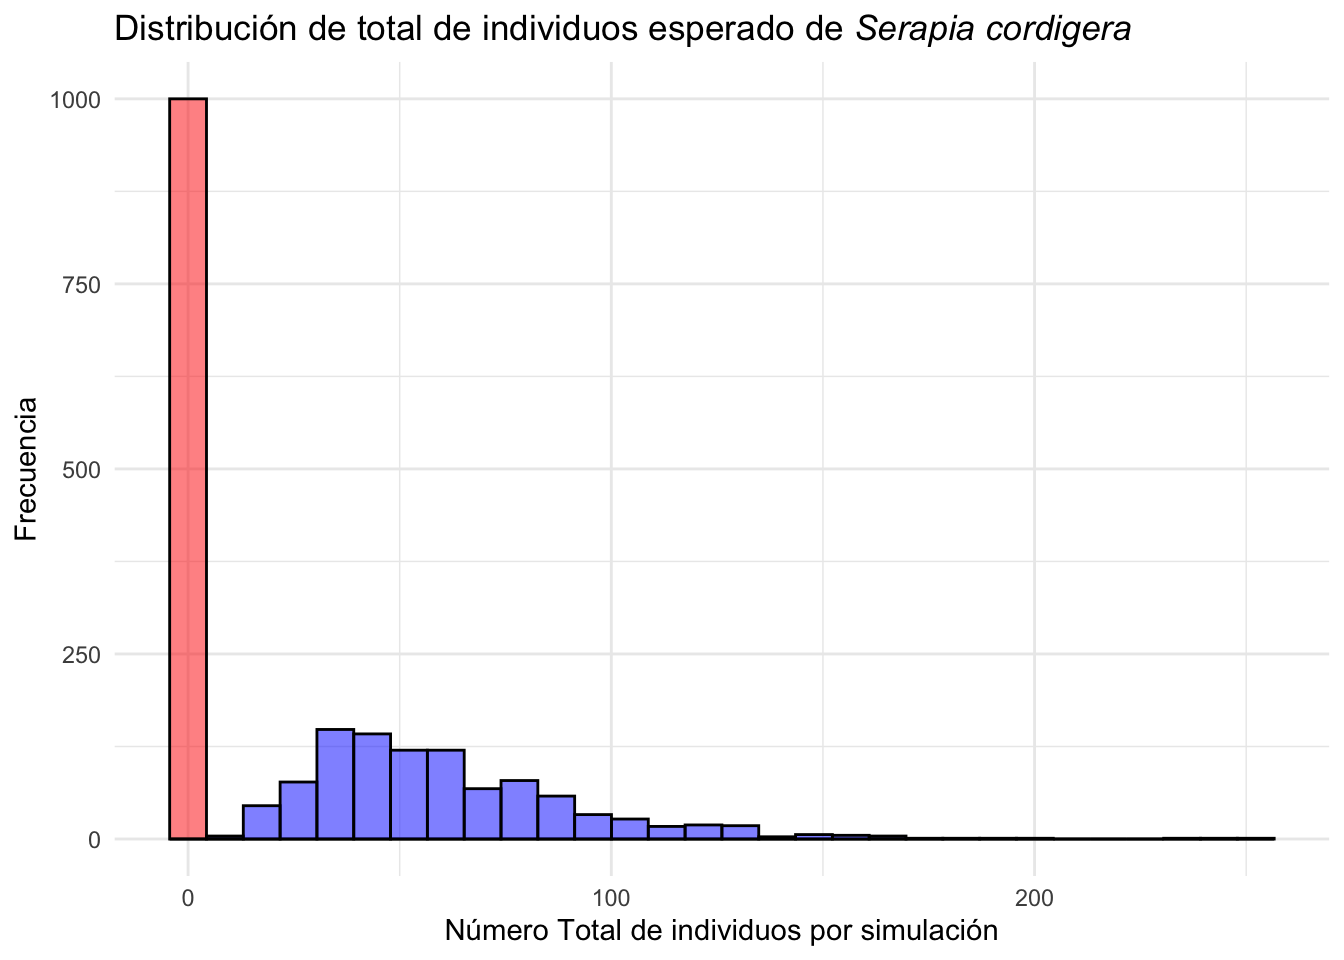 Distribución de total de individuos esperado de Serapia cordigera
1000
750
500
250
0
Frecuencia
0 100 200
Número Total de individuos por simulación